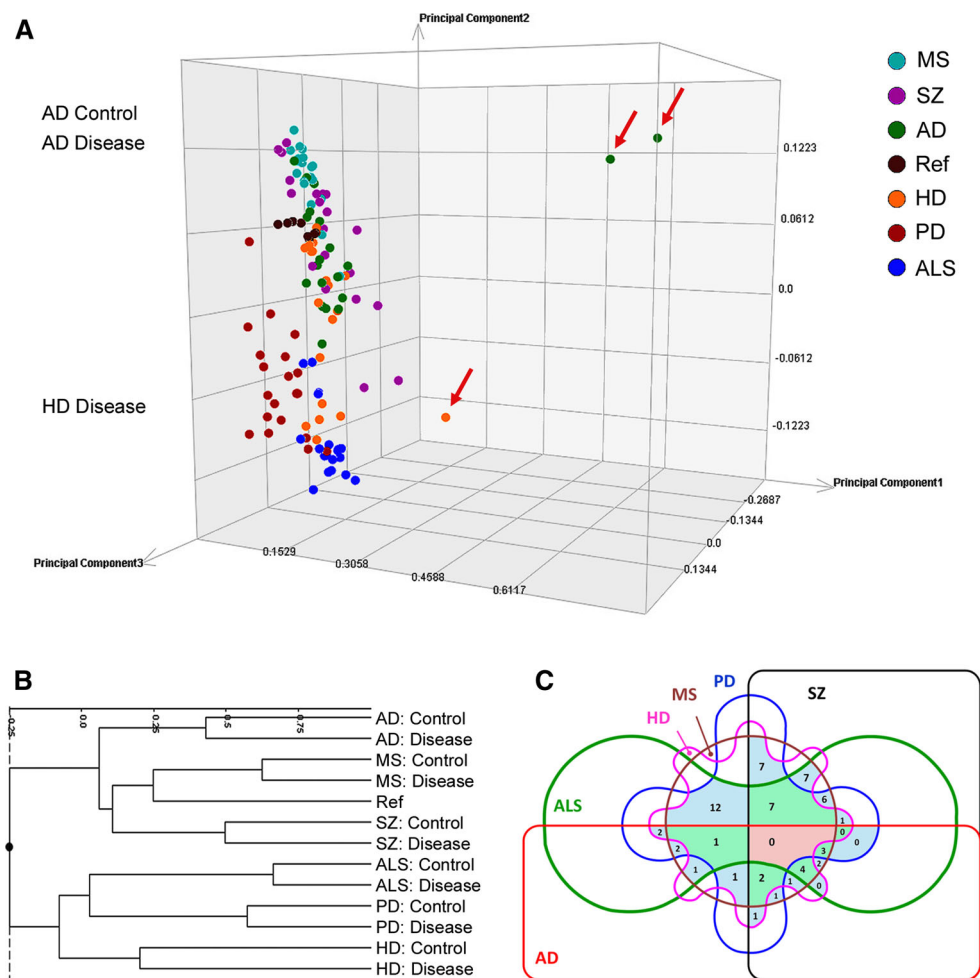 A
Principal Component2
AD Control
AD Disease
HD Disease
MS
SZ
AD
Ref
HD
PD
ALS
0.1223
0.0612
0.0
-0.0612
-0.1223
Principal Component1
-0.2687
-0.1344
0.0
0.1344
Principal Component3
0.1529
0.3058
0.4588
0.6117
B
-0.25
0.0
0.25
0.5
0.75
AD: Control
AD: Disease
MS: Control
MS: Disease
Ref
SZ: Control
SZ: Disease
ALS: Control
ALS: Disease
PD: Control
PD: Disease
HD: Control
HD: Disease
C
PD
SZ
MS
HD
ALS
AD
7
7
6
12
7
1
2
0
1
0
0
2
3
2
1
4
1
2
1
0
1
1